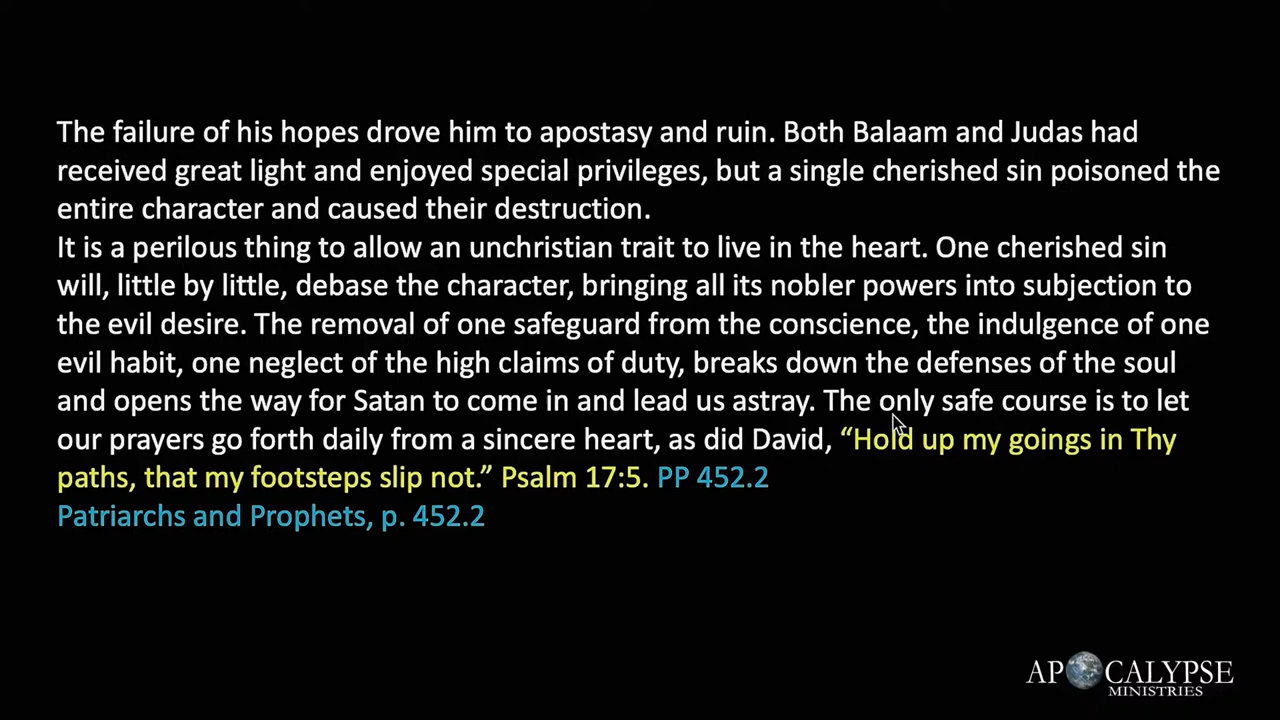 The failure of his hopes drove him to apostasy and ruin. Both Balaam and Judas had
received great light and enjoyed special privileges, but a single cherished sin poisoned the
entire character and caused their destruction.
It is a perilous thing to allow an unchristian trait to live in the heart. One cherished sin
will, little by little, debase the character, bringing all its nobler powers into subjection to
the evil desire. The removal of one safeguard from the conscience, the indulgence of one
evil habit, one neglect of the high claims of duty, breaks down the defenses of the soul
and opens the way for Satan to come in and lead us astray. The only safe course is to let
our prayers go forth daily from a sincere heart, as did David, “Hold up my goings in Thy
paths, that my footsteps slip not.” Psalm 17:5. PP 452.2
Patriarchs and Prophets, p. 452.2
APOCALYPSE
MINISTRIES